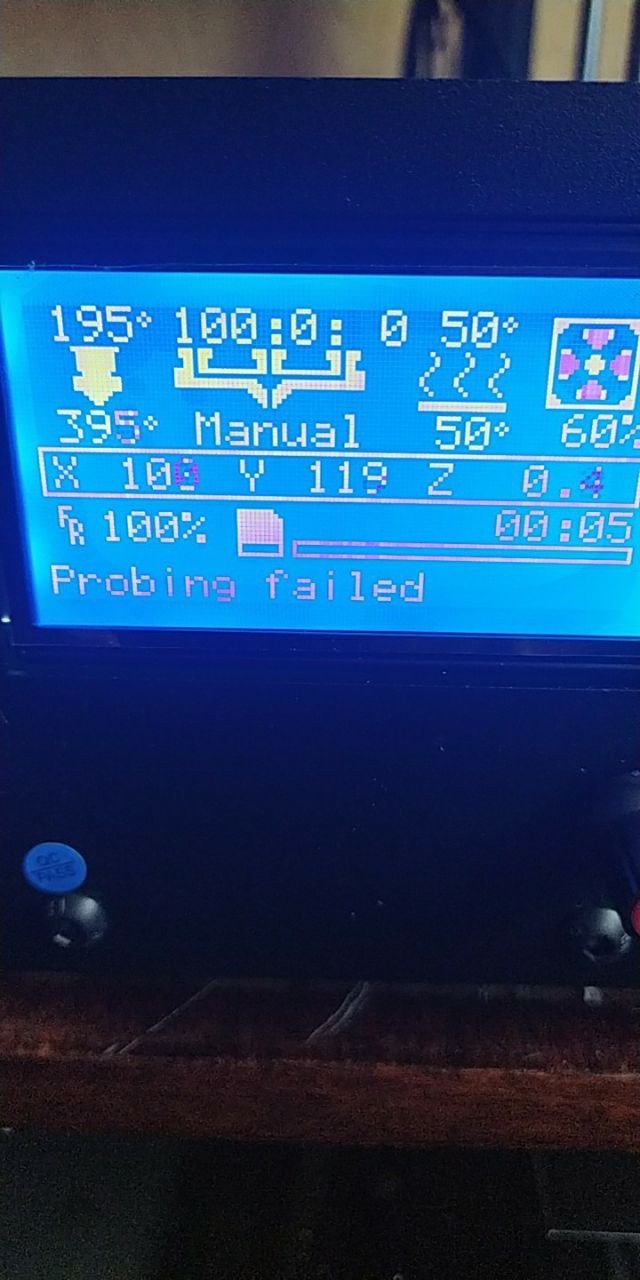 195° 100:0: 0 50°
395° Manual 50° 60%
X 100 Y 119 Z 0.4
FR 100% 00:05
Probing failed
QC
PASS